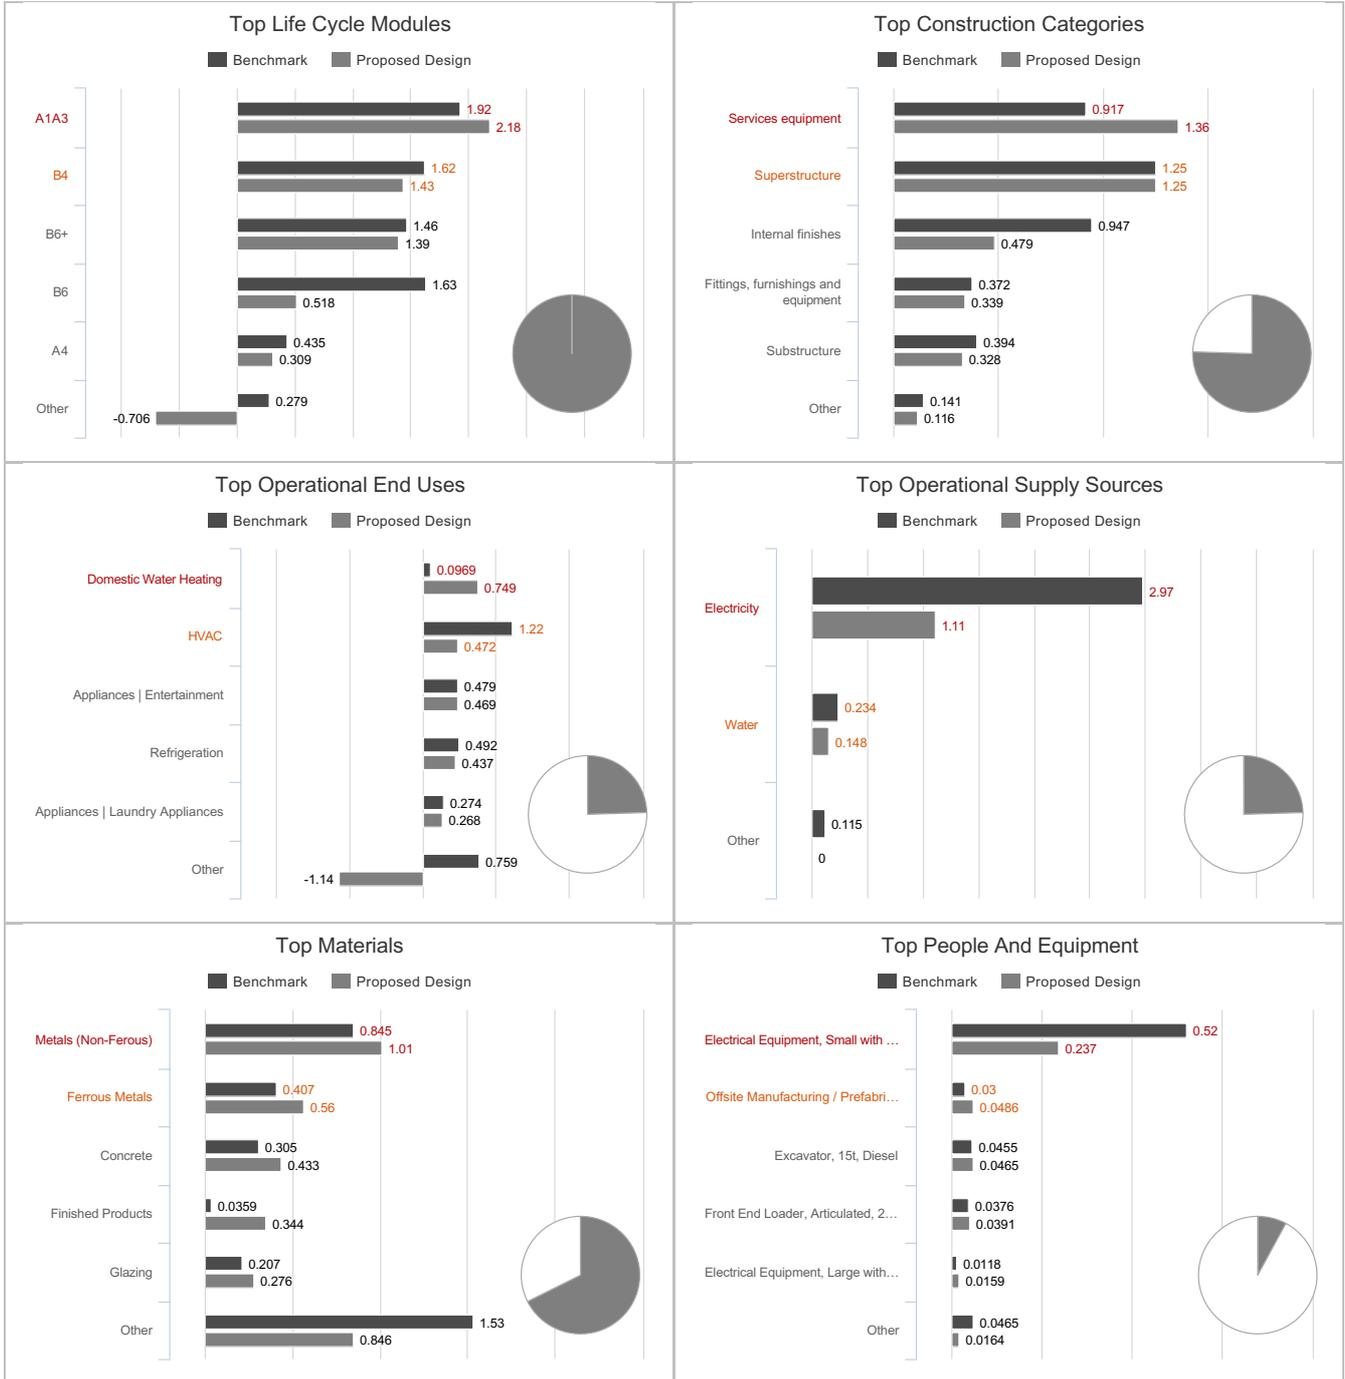 Top Life Cycle Modules
Benchmark Proposed Design
A1A3
1.92
2.18
B4
1.62
1.43
B6+
1.46
1.39
B6
1.63
0.518
A4
0.435
0.309
Other
0.279
-0.706
Top Construction Categories
Benchmark Proposed Design
Services equipment
0.917
1.36
Superstructure
1.25
1.25
Internal finishes
0.947
0.479
Fittings, furnishings and
equipment
0.372
0.339
Substructure
0.394
0.328
Other
0.141
0.116
Top Operational End Uses
Benchmark Proposed Design
Domestic Water Heating
0.0969
0.749
HVAC
1.22
0.472
Appliances | Entertainment
0.479
0.469
Refrigeration
0.492
0.437
Appliances | Laundry Appliances
0.274
0.268
Other
0.759
-1.14
Top Operational Supply Sources
Benchmark Proposed Design
Electricity
2.97
1.11
Water
0.234
0.148
Other
0.115
0
Top Materials
Benchmark Proposed Design
Metals (Non-Ferous)
0.845
1.01
Ferrous Metals
0.407
0.56
Concrete
0.305
0.433
Finished Products
0.0359
0.344
Glazing
0.207
0.276
Other
1.53
0.846
Top People And Equipment
Benchmark Proposed Design
Electrical Equipment, Small with ...
0.52
0.237
Offsite Manufacturing / Prefabri...
0.03
0.0486
Excavator, 15t, Diesel
0.0455
0.0465
Front End Loader, Articulated, 2...
0.0376
0.0391
Electrical Equipment, Large with...
0.0118
0.0159
Other
0.0465
0.0164